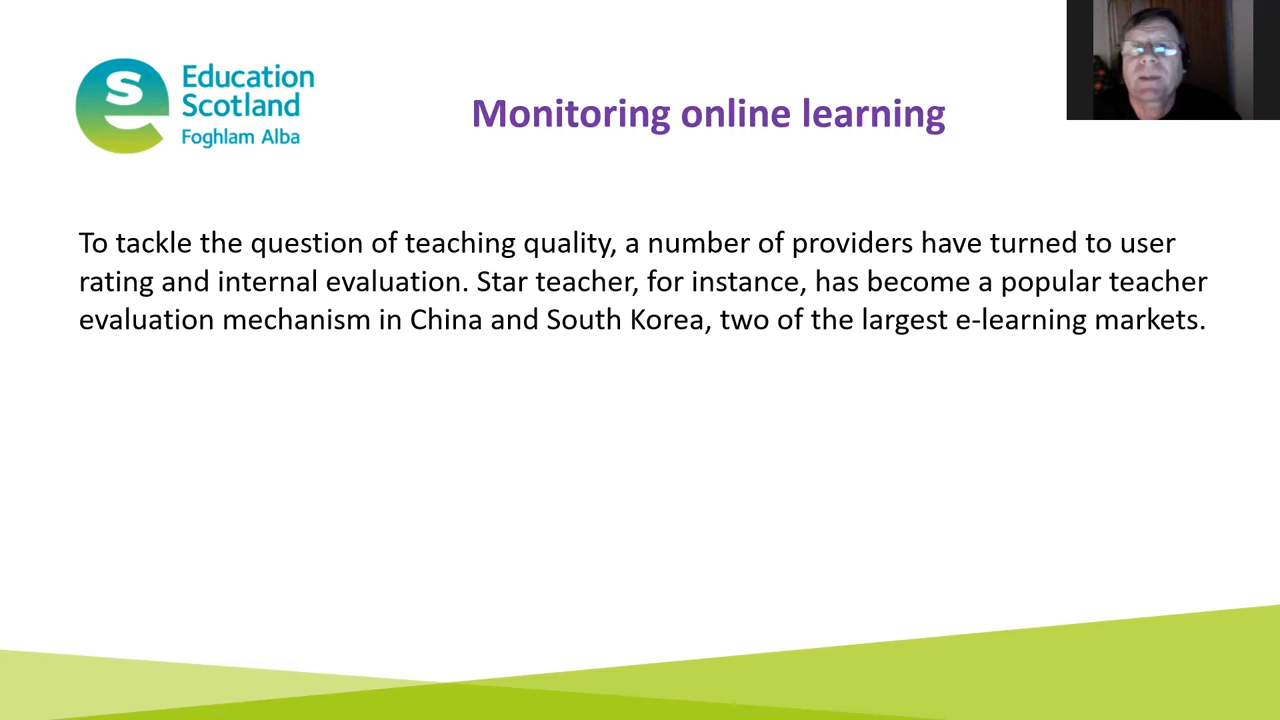 Education
Scotland
Foghlam Alba
Monitoring online learning
To tackle the question of teaching quality, a number of providers have turned to user
rating and internal evaluation. Star teacher, for instance, has become a popular teacher
evaluation mechanism in China and South Korea, two of the largest e-learning markets.